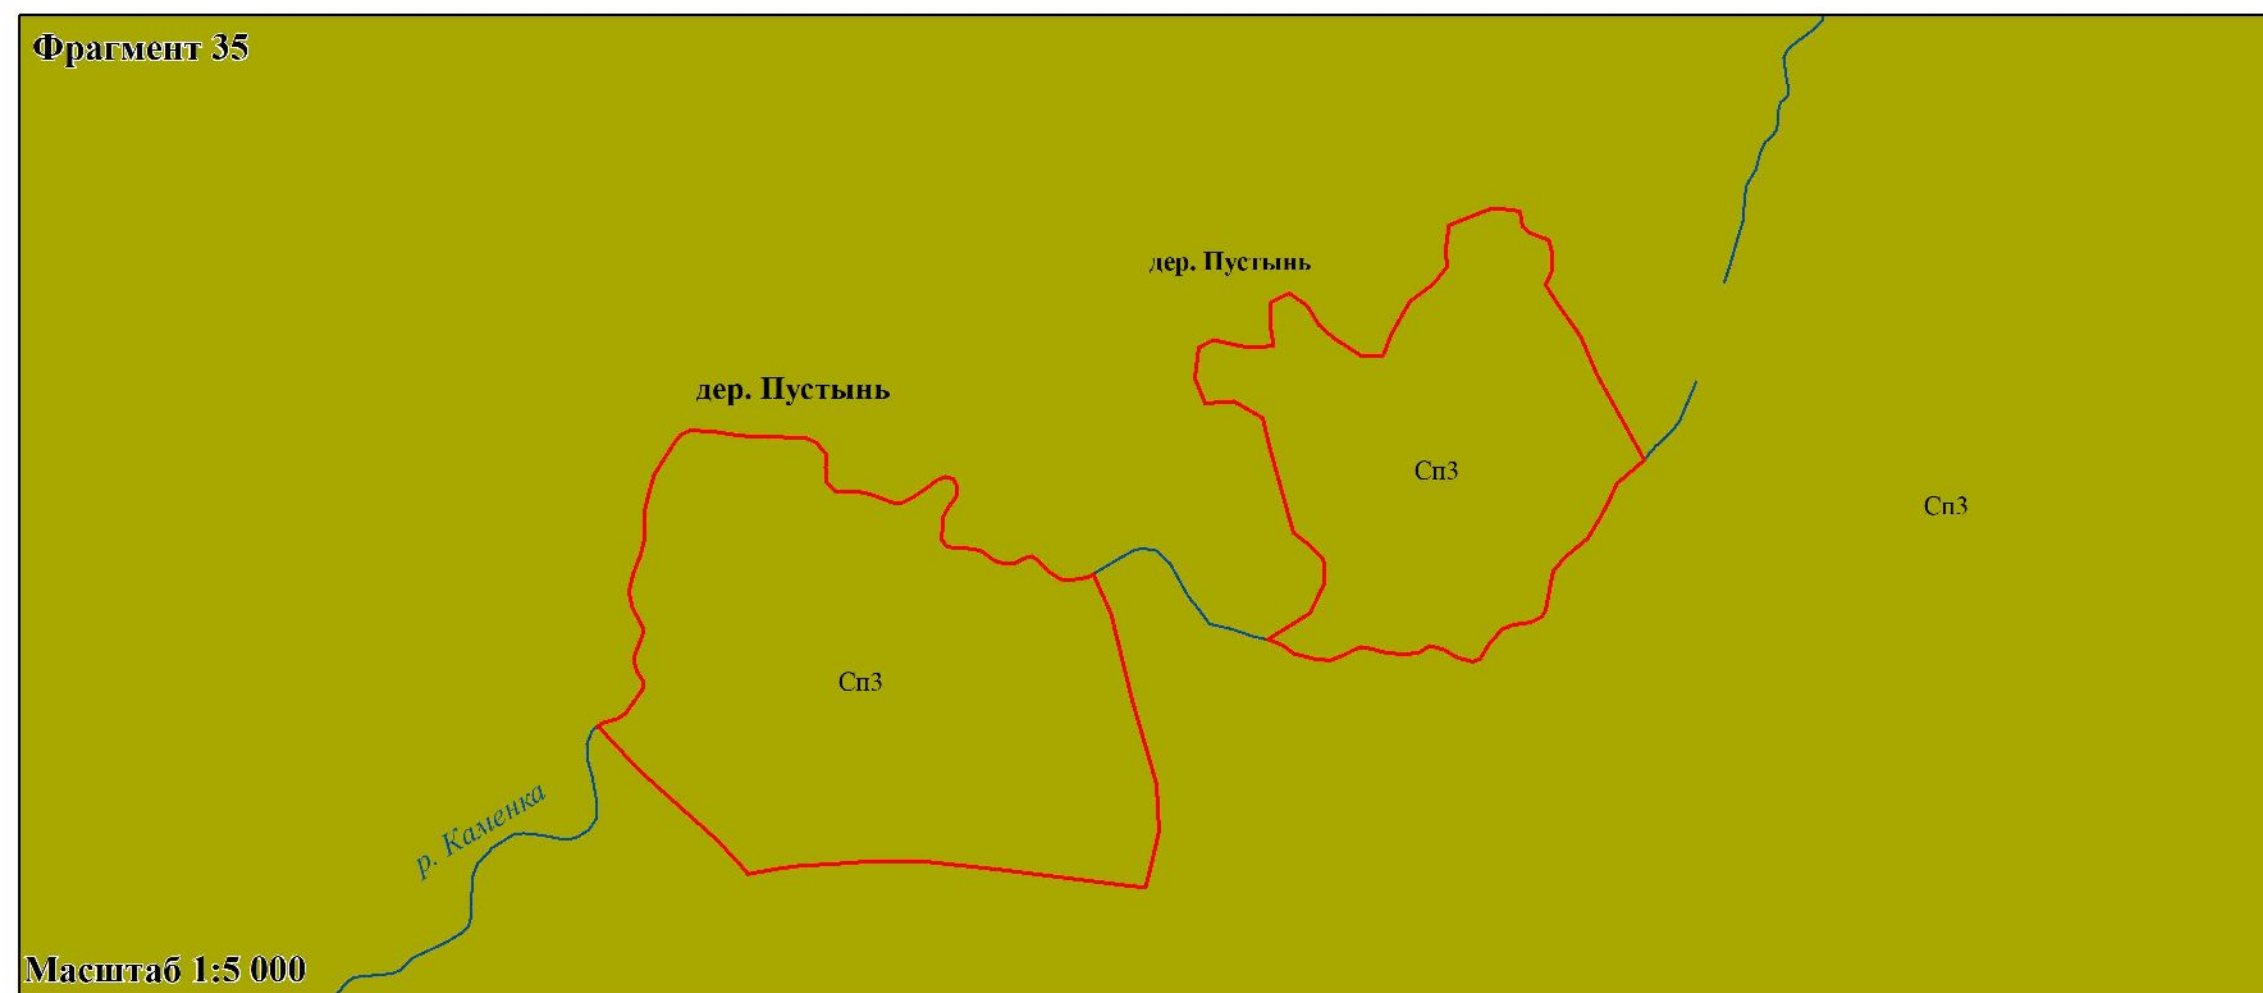 Фрагмент 35
дер. Пустынь
дер. Пустынь
Сп3
Сп3
Сп3
р. Каменка
Масштаб 1:5 000